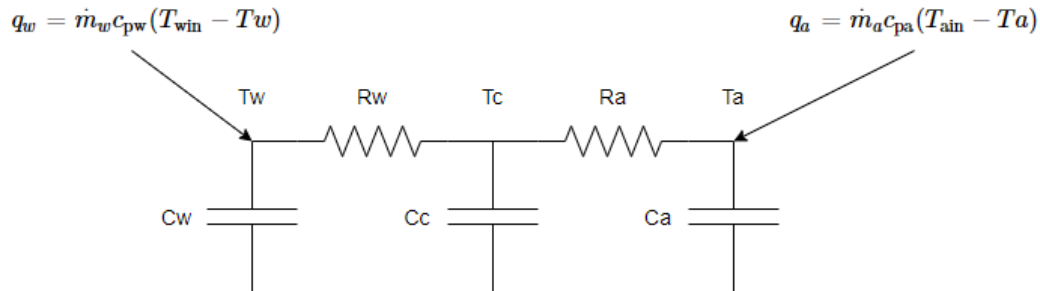 q_w = ṁ_w c_pw (T_win − Tw)
q_a = ṁ_a c_pa (T_ain − Ta)
Tw Rw Tc Ra Ta
Cw Cc Ca